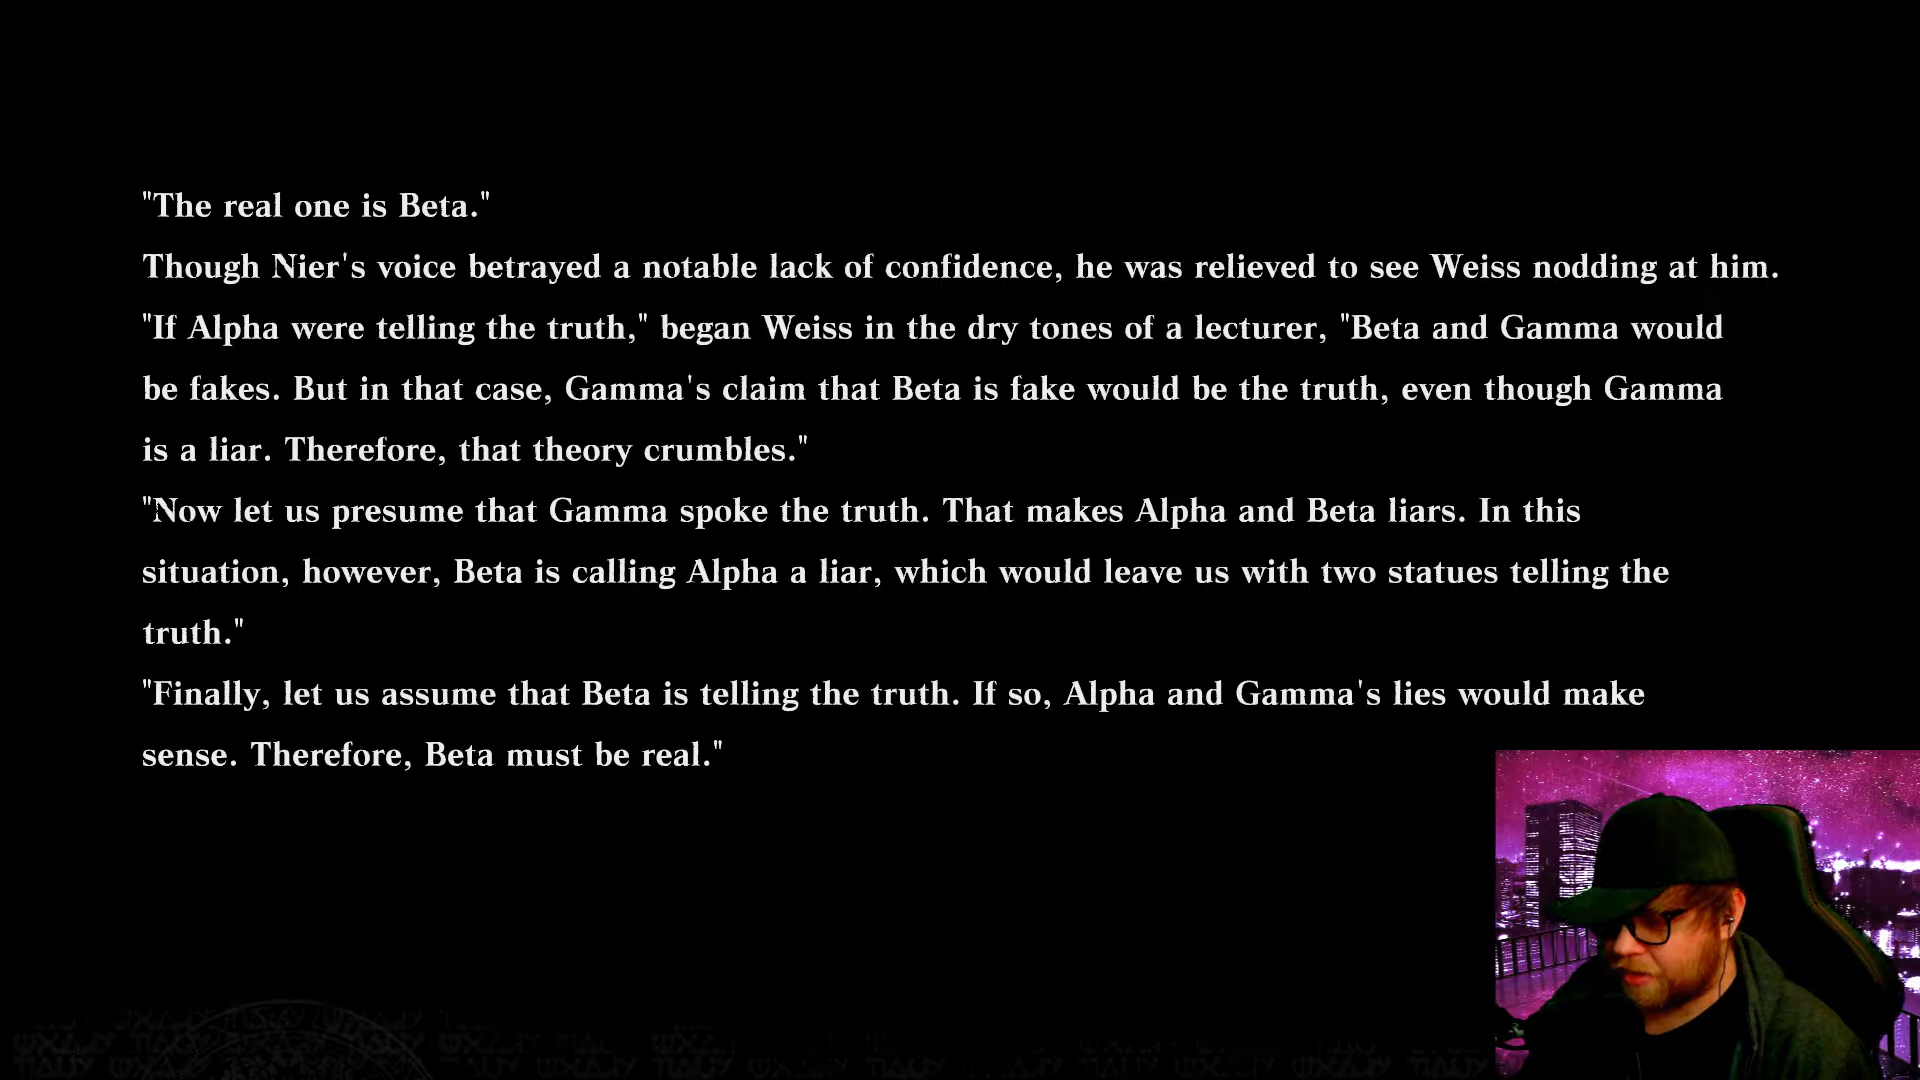 "The real one is Beta."
Though Nier's voice betrayed a notable lack of confidence, he was relieved to see Weiss nodding at him.
"If Alpha were telling the truth," began Weiss in the dry tones of a lecturer, "Beta and Gamma would
be fakes. But in that case, Gamma's claim that Beta is fake would be the truth, even though Gamma
is a liar. Therefore, that theory crumbles."
"Now let us presume that Gamma spoke the truth. That makes Alpha and Beta liars. In this
situation, however, Beta is calling Alpha a liar, which would leave us with two statues telling the
truth."
"Finally, let us assume that Beta is telling the truth. If so, Alpha and Gamma's lies would make
sense. Therefore, Beta must be real."